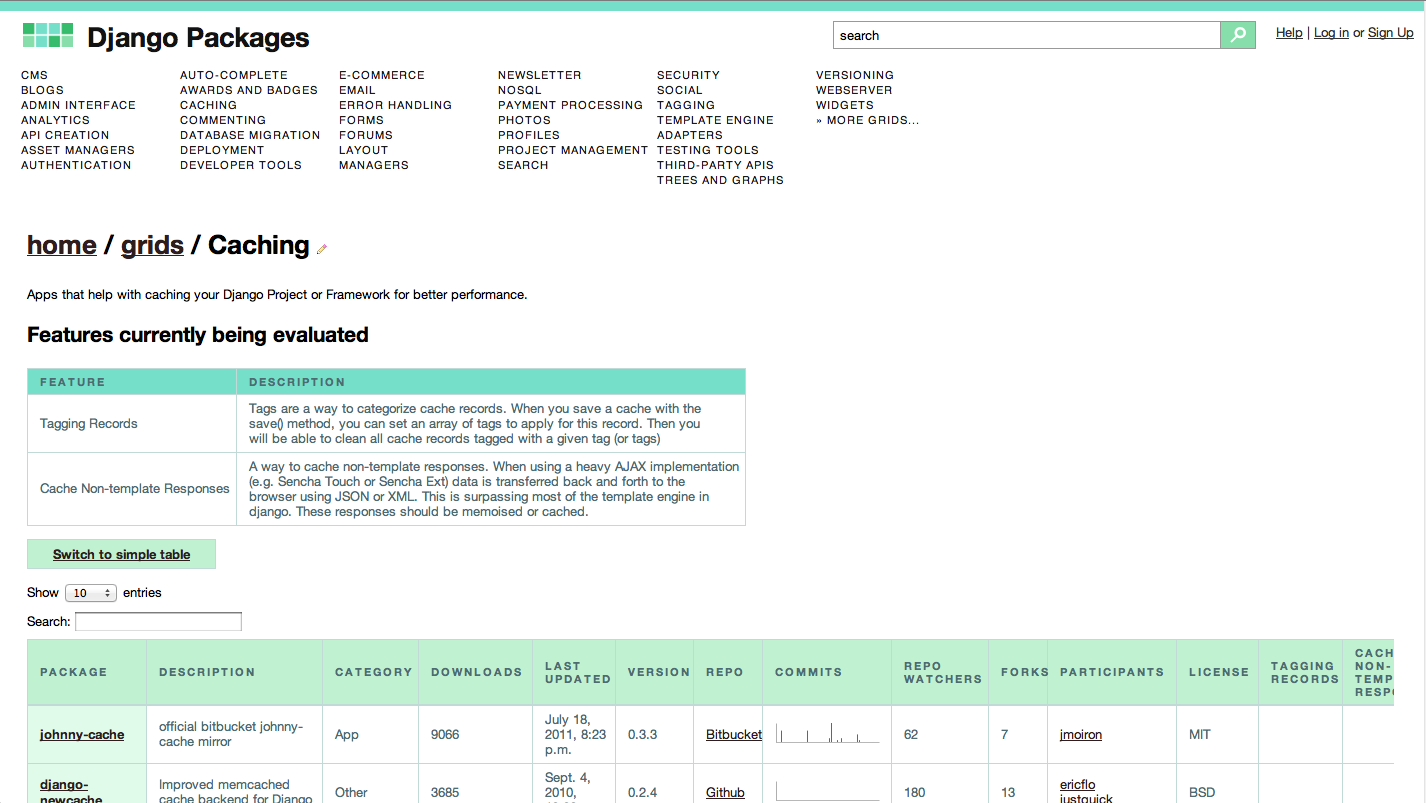 Django Packages
search
Help | Log in or Sign Up
CMS
BLOGS
ADMIN INTERFACE
ANALYTICS
API CREATION
ASSET MANAGERS
AUTHENTICATION
AUTO-COMPLETE
AWARDS AND BADGES
CACHING
COMMENTING
DATABASE MIGRATION
DEPLOYMENT
DEVELOPER TOOLS
E-COMMERCE
EMAIL
ERROR HANDLING
FORMS
FORUMS
LAYOUT
MANAGERS
NEWSLETTER
NOSQL
PAYMENT PROCESSING
PHOTOS
PROFILES
PROJECT MANAGEMENT
SEARCH
SECURITY
SOCIAL
TAGGING
TEMPLATE ENGINE
ADAPTERS
TESTING TOOLS
THIRD-PARTY APIS
TREES AND GRAPHS
VERSIONING
WEBSERVER
WIDGETS
» MORE GRIDS...
home / grids / Caching
Apps that help with caching your Django Project or Framework for better performance.
Features currently being evaluated
FEATURE
DESCRIPTION
Tagging Records
Tags are a way to categorize cache records. When you save a cache with the
save() method, you can set an array of tags to apply for this record. Then you
will be able to clean all cache records tagged with a given tag (or tags)
Cache Non-template Responses
A way to cache non-template responses. When using a heavy AJAX implementation
(e.g. Sencha Touch or Sencha Ext) data is transferred back and forth to the
browser using JSON or XML. This is surpassing most of the template engine in
django. These responses should be memoised or cached.
Switch to simple table
Show 10 entries
Search:
PACKAGE
DESCRIPTION
CATEGORY
DOWNLOADS
LAST
UPDATED
VERSION
REPO
COMMITS
REPO
WATCHERS
FORKS
PARTICIPANTS
LICENSE
TAGGING
RECORDS
CACH
NON-
TEMP
RESP
johnny-cache
official bitbucket johnny-
cache mirror
App
9066
July 18,
2011, 8:23
p.m.
0.3.3
Bitbucket
62
7
jmoiron
MIT
django-
newcache
Improved memcached
cache backend for Django
Other
3685
Sept. 4,
2010,
0.2.4
Github
180
13
ericflo
justquick
BSD